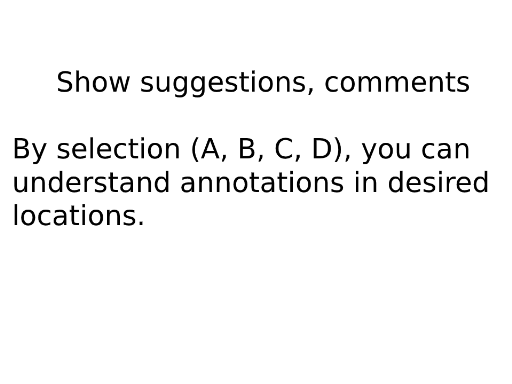 Show suggestions, comments
By selection (A, B, C, D), you can
understand annotations in desired
locations.